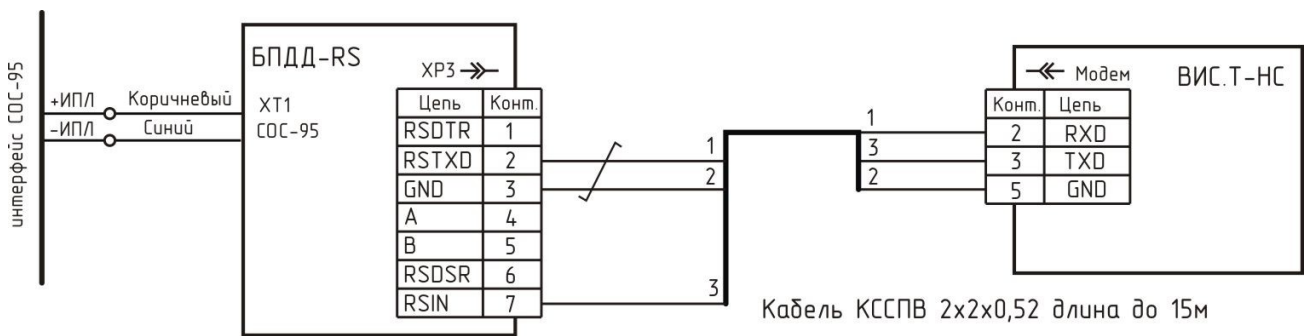 интерфейс СОС-95
+ИПЛ Коричневый
-ИПЛ Синий
БПДД-RS
ХТ1
СОС-95
ХР3
Цепь Конт.
RSDTR 1
RSTXD 2
GND 3
A 4
B 5
RSDSR 6
RSIN 7
1
2
3
1
3
2
Модем
ВИС.Т-НС
Конт. Цепь
2 RXD
3 TXD
5 GND
Кабель КССПВ 2х2х0,52 длина до 15м